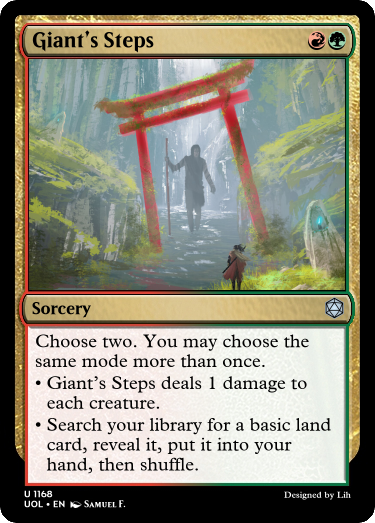 Giant's Steps
Sorcery
Choose two. You may choose the
same mode more than once.
• Giant's Steps deals 1 damage to
each creature.
• Search your library for a basic land
card, reveal it, put it into your
hand, then shuffle.
U 1168
UOL • EN Samuel F.
Designed by Lih